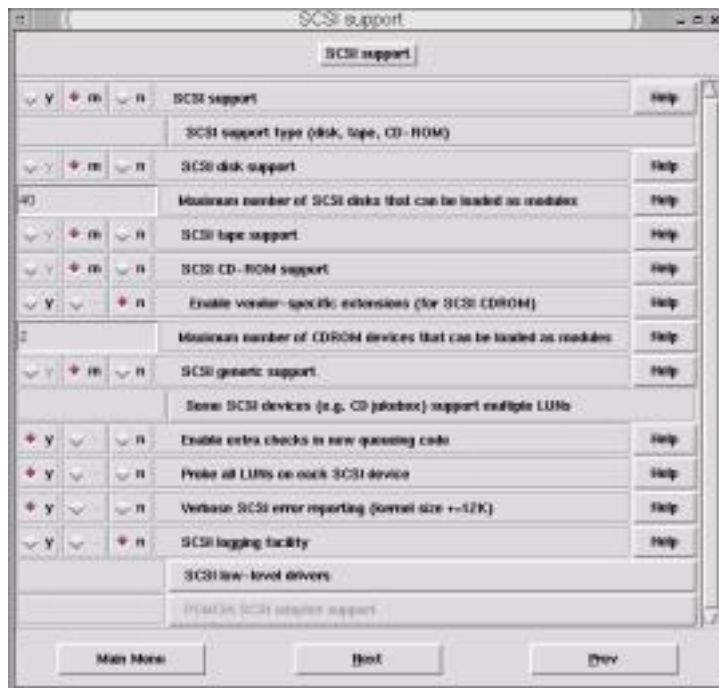 SCSI support
SCSI support
y m n SCSI support Help
SCSI support type (disk, tape, CD-ROM)
y m n SCSI disk support Help
40 Maximum number of SCSI disks that can be loaded as modules Help
y m n SCSI tape support Help
y m n SCSI CD-ROM support Help
y n Enable vendor-specific extensions (for SCSI CDROM) Help
2 Maximum number of CDROM devices that can be loaded as modules Help
y m n SCSI generic support Help
Some SCSI devices (e.g. CD jukebox) support multiple LUNs
y n Enable extra checks in new queueing code Help
y n Probe all LUNs on each SCSI device Help
y n Verbose SCSI error reporting (kernel size +=12K) Help
y n SCSI logging facility Help
SCSI low-level drivers
PCMCIA SCSI adapter support
Main Menu Next Prev